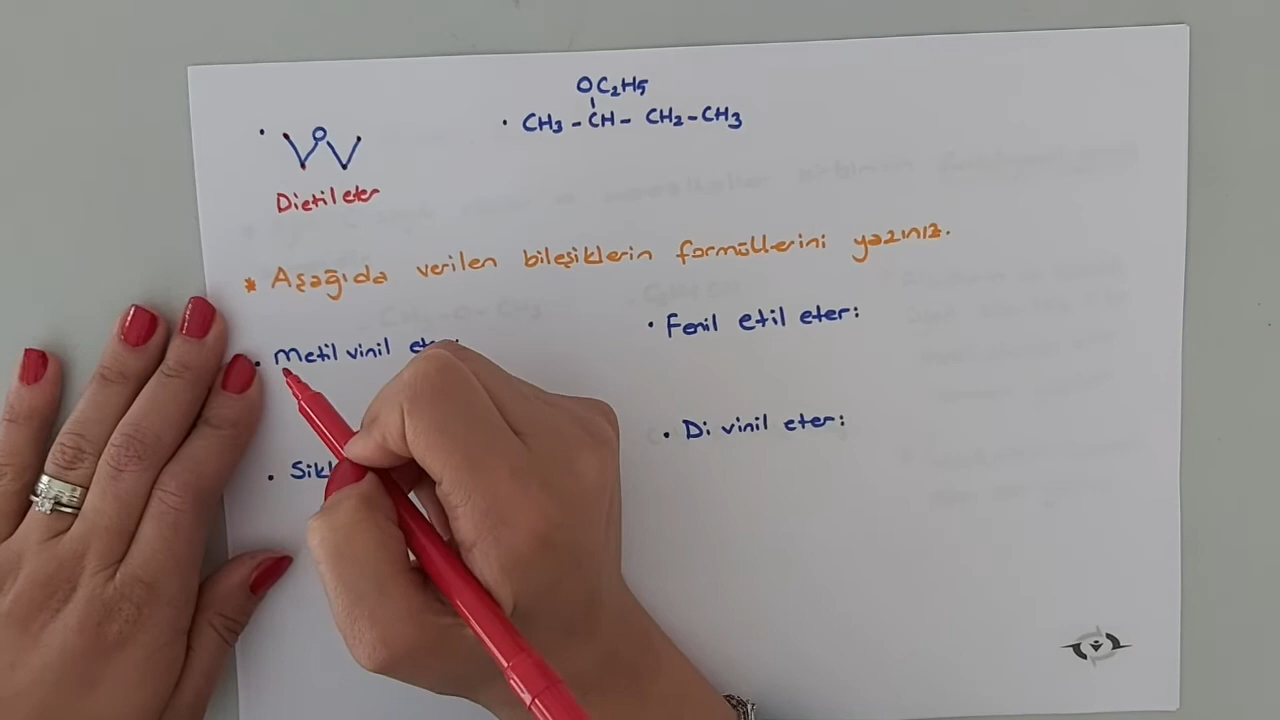 OC2H5
CH3 - CH - CH2 - CH3
O
Dietil eter
* Aşağıda verilen bileşiklerin formüllerini yazınız.
• Fenil etil eter:
• Metil vinil
• Di vinil eter: